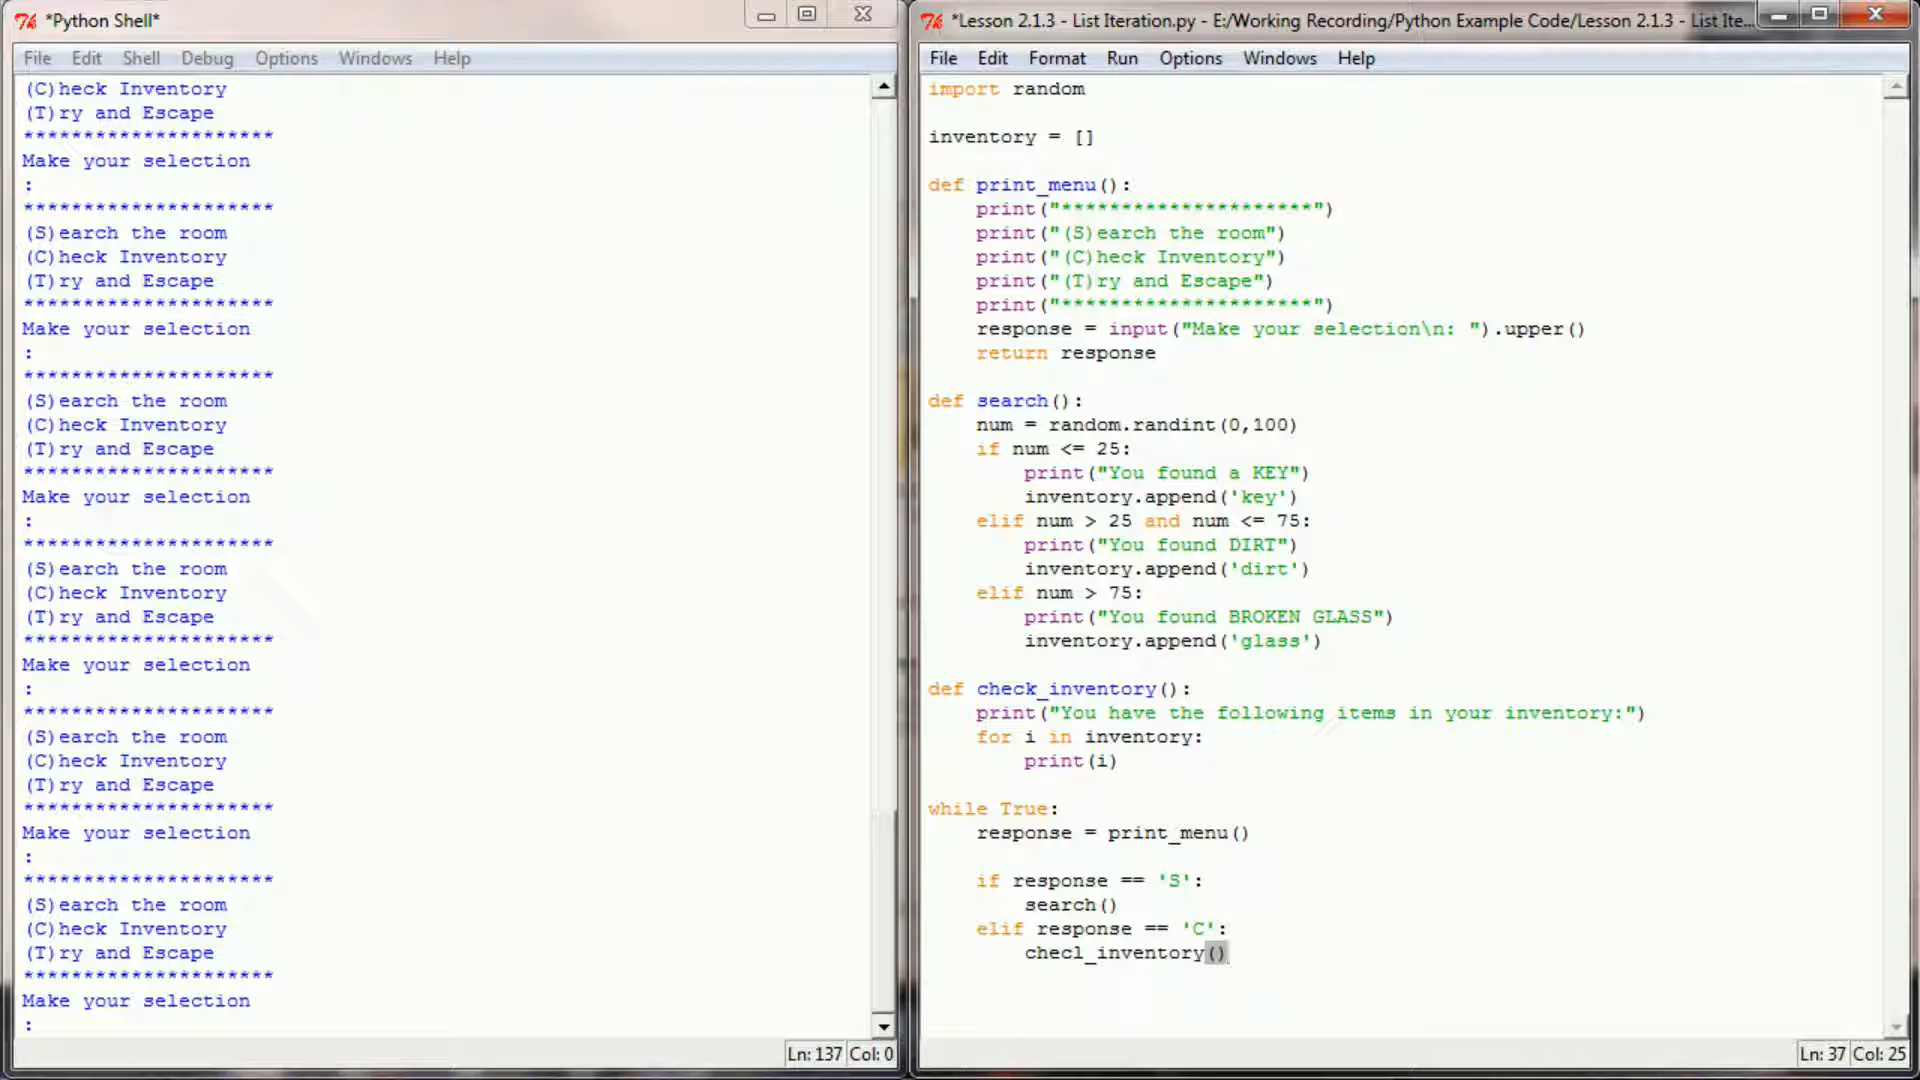 *Python Shell*
File Edit Shell Debug Options Windows Help
(C)heck Inventory
(T)ry and Escape
*********************
Make your selection
:
*********************
(S)earch the room
(C)heck Inventory
(T)ry and Escape
*********************
Make your selection
:
*********************
(S)earch the room
(C)heck Inventory
(T)ry and Escape
*********************
Make your selection
:
*********************
(S)earch the room
(C)heck Inventory
(T)ry and Escape
*********************
Make your selection
:
*********************
(S)earch the room
(C)heck Inventory
(T)ry and Escape
*********************
Make your selection
:
*********************
(S)earch the room
(C)heck Inventory
(T)ry and Escape
*********************
Make your selection
:
Ln: 137 Col: 0
*Lesson 2.1.3 - List Iteration.py - E:/Working Recording/Python Example Code/Lesson 2.1.3 - List Ite...
File Edit Format Run Options Windows Help
import random
inventory = []
def print_menu():
    print("*********************")
    print("(S)earch the room")
    print("(C)heck Inventory")
    print("(T)ry and Escape")
    print("*********************")
    response = input("Make your selection\n: ").upper()
    return response
def search():
    num = random.randint(0,100)
    if num <= 25:
        print("You found a KEY")
        inventory.append('key')
    elif num > 25 and num <= 75:
        print("You found DIRT")
        inventory.append('dirt')
    elif num > 75:
        print("You found BROKEN GLASS")
        inventory.append('glass')
def check_inventory():
    print("You have the following items in your inventory:")
    for i in inventory:
        print(i)
while True:
    response = print_menu()
    if response == 'S':
        search()
    elif response == 'C':
        checl_inventory()
Ln: 37 Col: 25